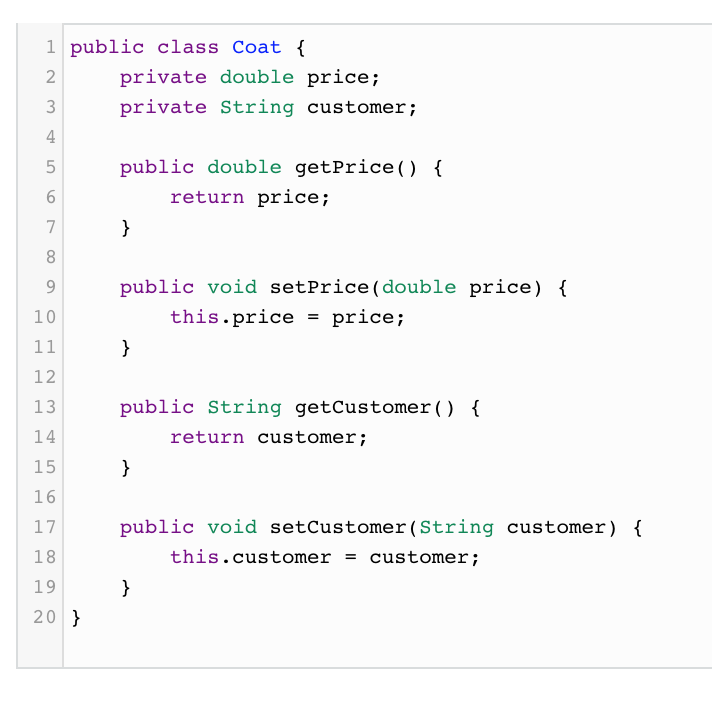 1 public class Coat {
2     private double price;
3     private String customer;
4
5     public double getPrice() {
6         return price;
7     }
8
9     public void setPrice(double price) {
10         this.price = price;
11     }
12
13     public String getCustomer() {
14         return customer;
15     }
16
17     public void setCustomer(String customer) {
18         this.customer = customer;
19     }
20 }